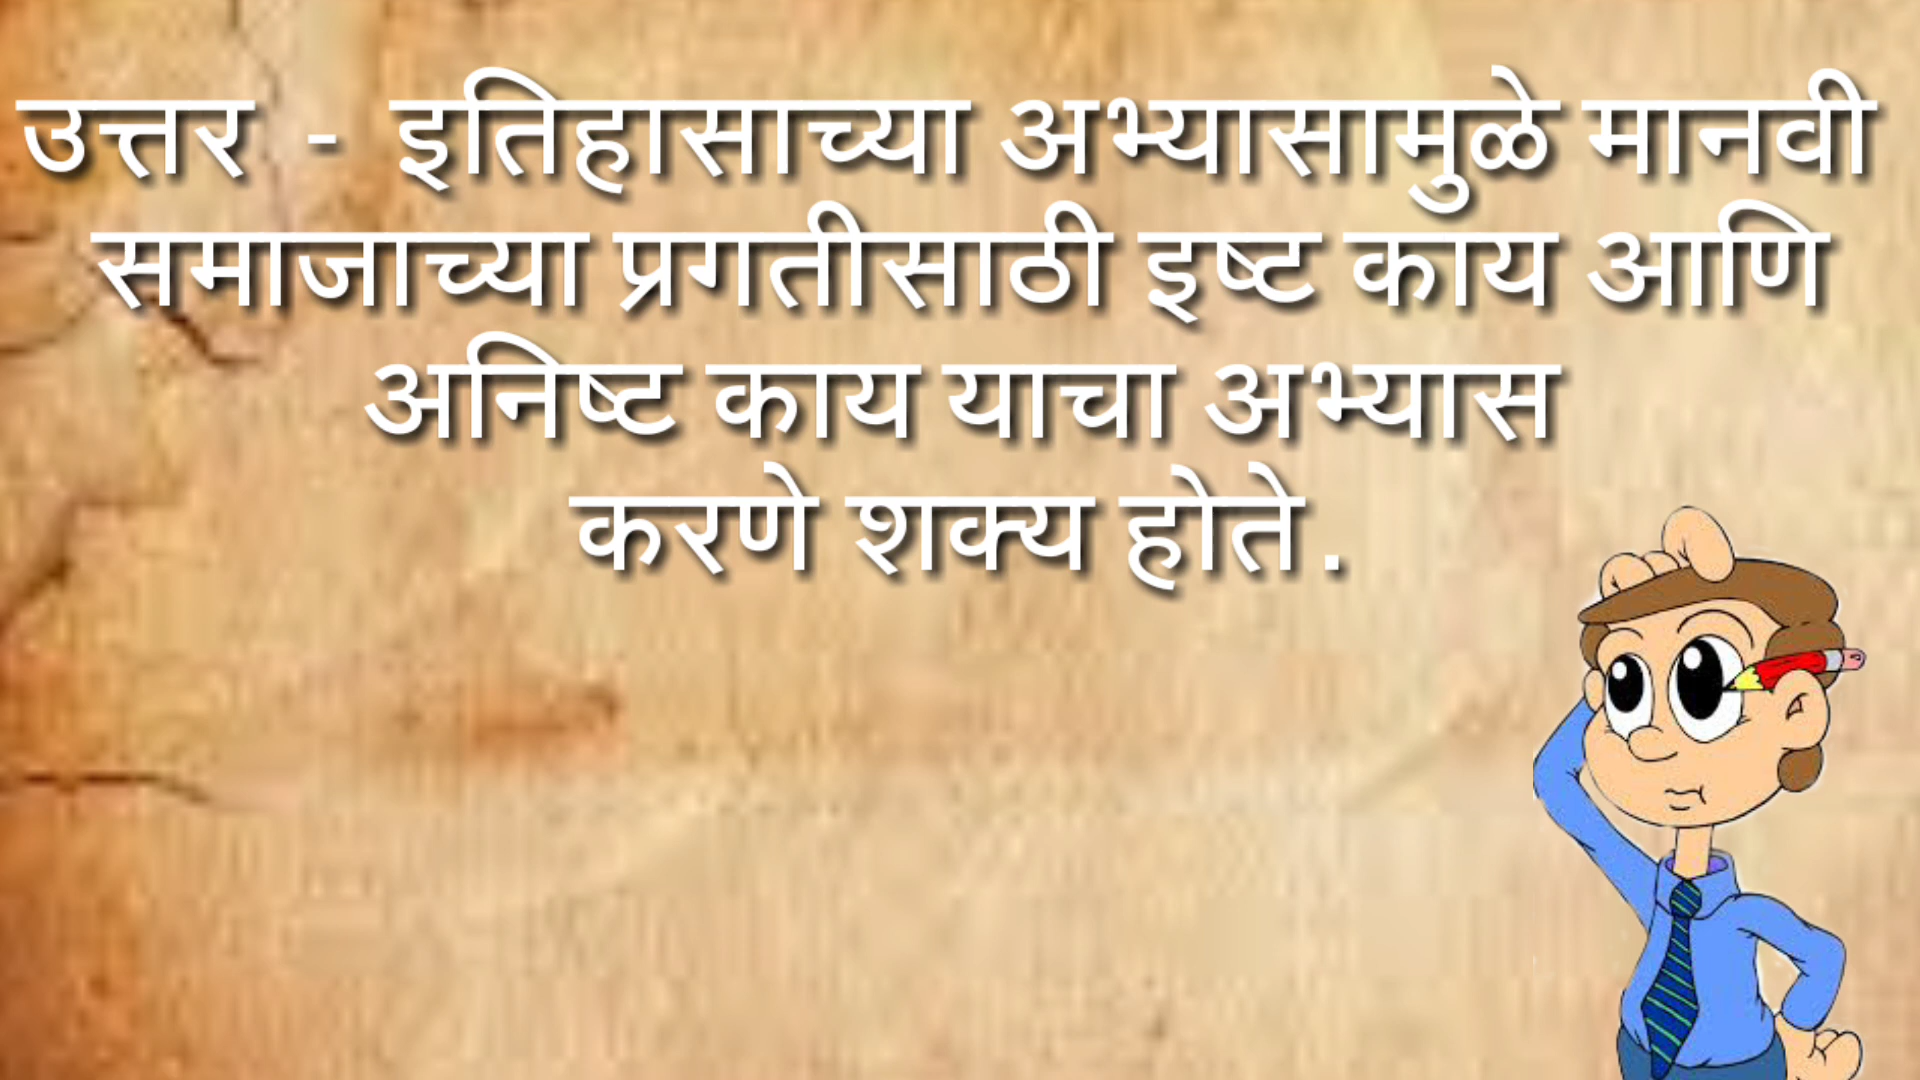 उत्तर - इतिहासाच्या अभ्यासामुळे मानवी
समाजाच्या प्रगतीसाठी इष्ट काय आणि
अनिष्ट काय याचा अभ्यास
करणे शक्य होते.